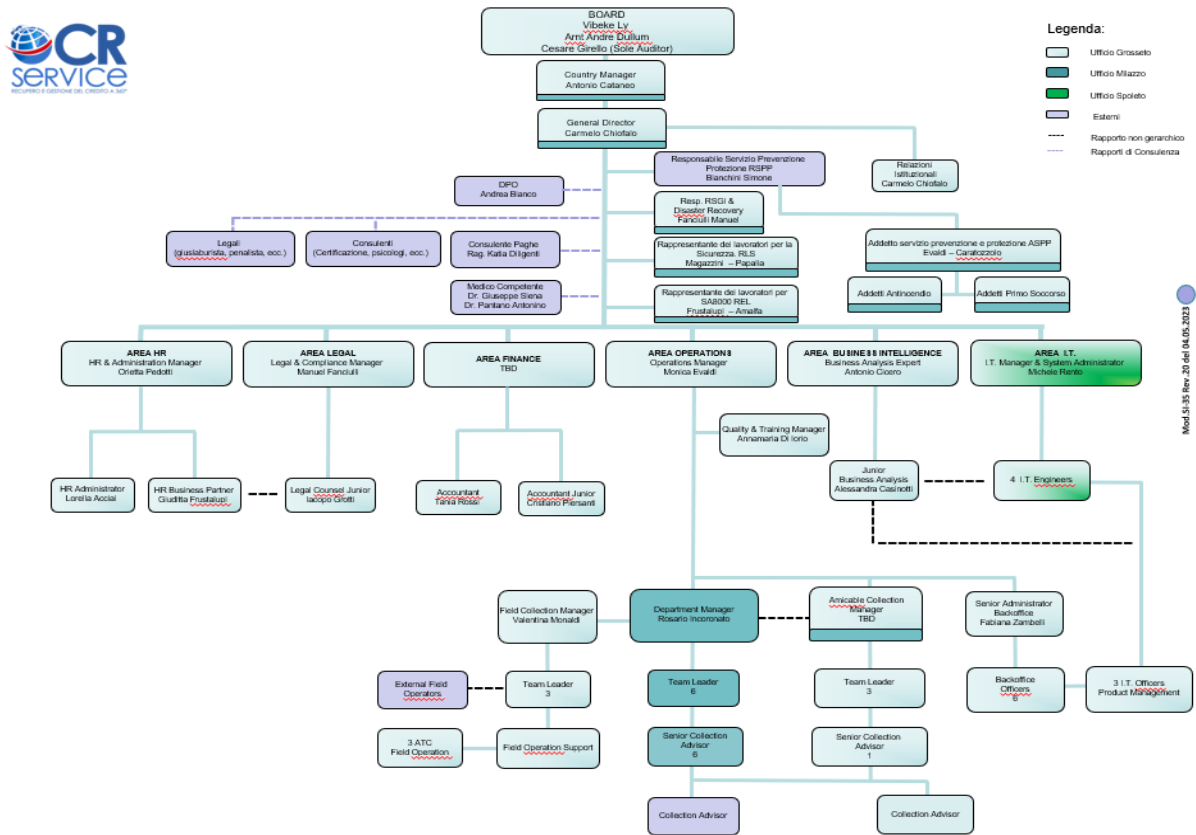 CR
SERVICE
RECUPERO E GESTIONE DEL CREDITO A 360°
BOARD
Vibeke Ly
Arnt Andre Dullum
Cesare Girello (Sole Auditor)
Legenda:
Ufficio Grosseto
Ufficio Milazzo
Ufficio Spoleto
Esterni
Rapporto non gerarchico
Rapporti di Consulenza
Country Manager
Antonio Cataneo
General Director
Carmelo Chiofalo
Responsabile Servizio Prevenzione
Protezione RSPP
Bianchini Simone
Relazioni
Istituzionali
Carmelo Chiofalo
DPO
Andrea Bianco
Resp. RSGI &
Disaster Recovery
Fanciulli Manuel
Legali
(giuslaburista, penalista, ecc.)
Consulenti
(Certificazione, psicologi, ecc.)
Consulente Paghe
Rag. Katia Diligenti
Rappresentante dei lavoratori per la
Sicurezza. RLS
Magazzini – Papalia
Addetto servizio prevenzione e protezione ASPP
Evaldi – Caratozzolo
Medico Competente
Dr. Giuseppe Siena
Dr. Pantano Antonino
Rappresentante dei lavoratori per
SA8000 REL
Frustalupi – Amalfa
Addetti Antincendio
Addetti Primo Soccorso
Mod.SI-35 Rev.20 del 04.05.2023
AREA HR
HR & Administration Manager
Orietta Pedotti
AREA LEGAL
Legal & Compliance Manager
Manuel Fanciulli
AREA FINANCE
TBD
AREA OPERATIONS
Operations Manager
Monica Evaldi
AREA BUSINESS INTELLIGENCE
Business Analysis Expert
Antonio Cicero
AREA I.T.
I.T. Manager & System Administrator
Michele Rento
Quality & Training Manager
Annamaria Di Iorio
HR Administrator
Lorella Acciai
HR Business Partner
Giuditta Frustalupi
Legal Counsel Junior
Iacopo Grotti
Accountant
Tania Rossi
Accountant Junior
Cristiano Piersanti
Junior
Business Analysis
Alessandra Casinotti
4 I.T. Engineers
Field Collection Manager
Valentina Monaldi
Department Manager
Rosario Incoronato
Amicable Collection
Manager
TBD
Senior Administrator
Backoffice
Fabiana Zambelli
External Field
Operators
Team Leader
3
Team Leader
6
Team Leader
3
Backoffice
Officers
6
3 I.T. Officers
Product Management
3 ATC
Field Operation
Field Operation Support
Senior Collection
Advisor
6
Senior Collection
Advisor
1
Collection Advisor
Collection Advisor